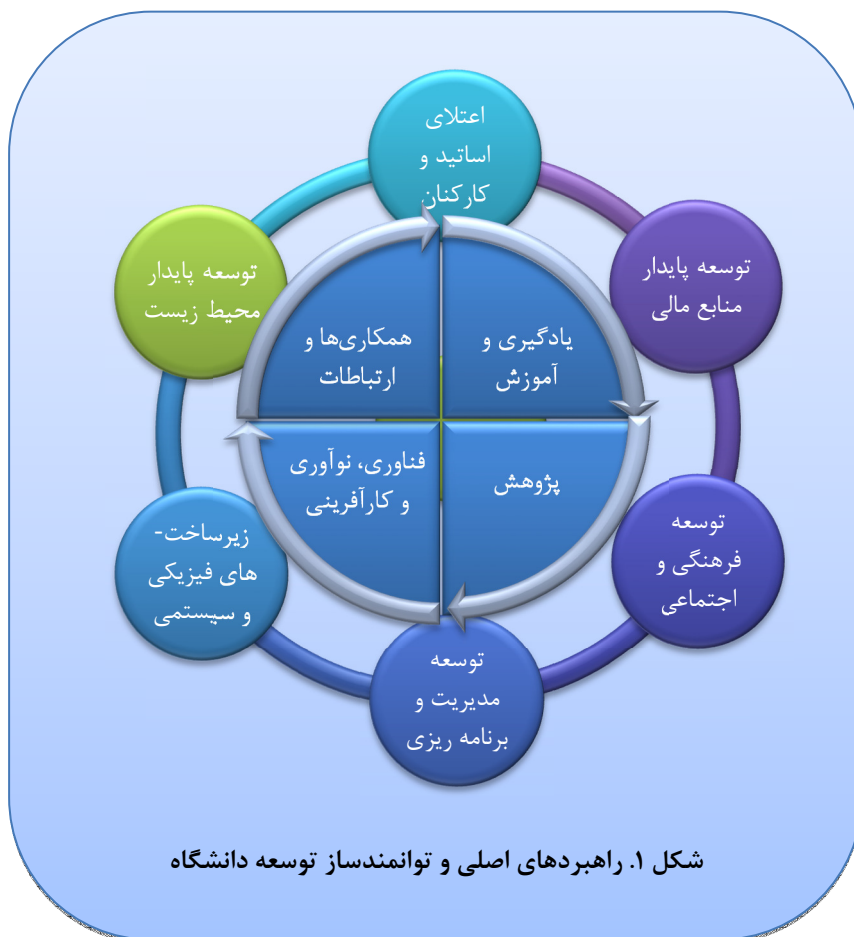 اعتلای
اساتید و
کارکنان
توسعه پایدار
منابع مالی
توسعه
فرهنگی و
اجتماعی
توسعه
مدیریت و
برنامه ریزی
زیرساخت-
های فیزیکی
و سیستمی
توسعه پایدار
محیط زیست
یادگیری و
آموزش
پژوهش
فناوری، نوآوری
و کارآفرینی
همکاری‌ها و
ارتباطات
شکل ۱. راهبردهای اصلی و توانمندساز توسعه دانشگاه